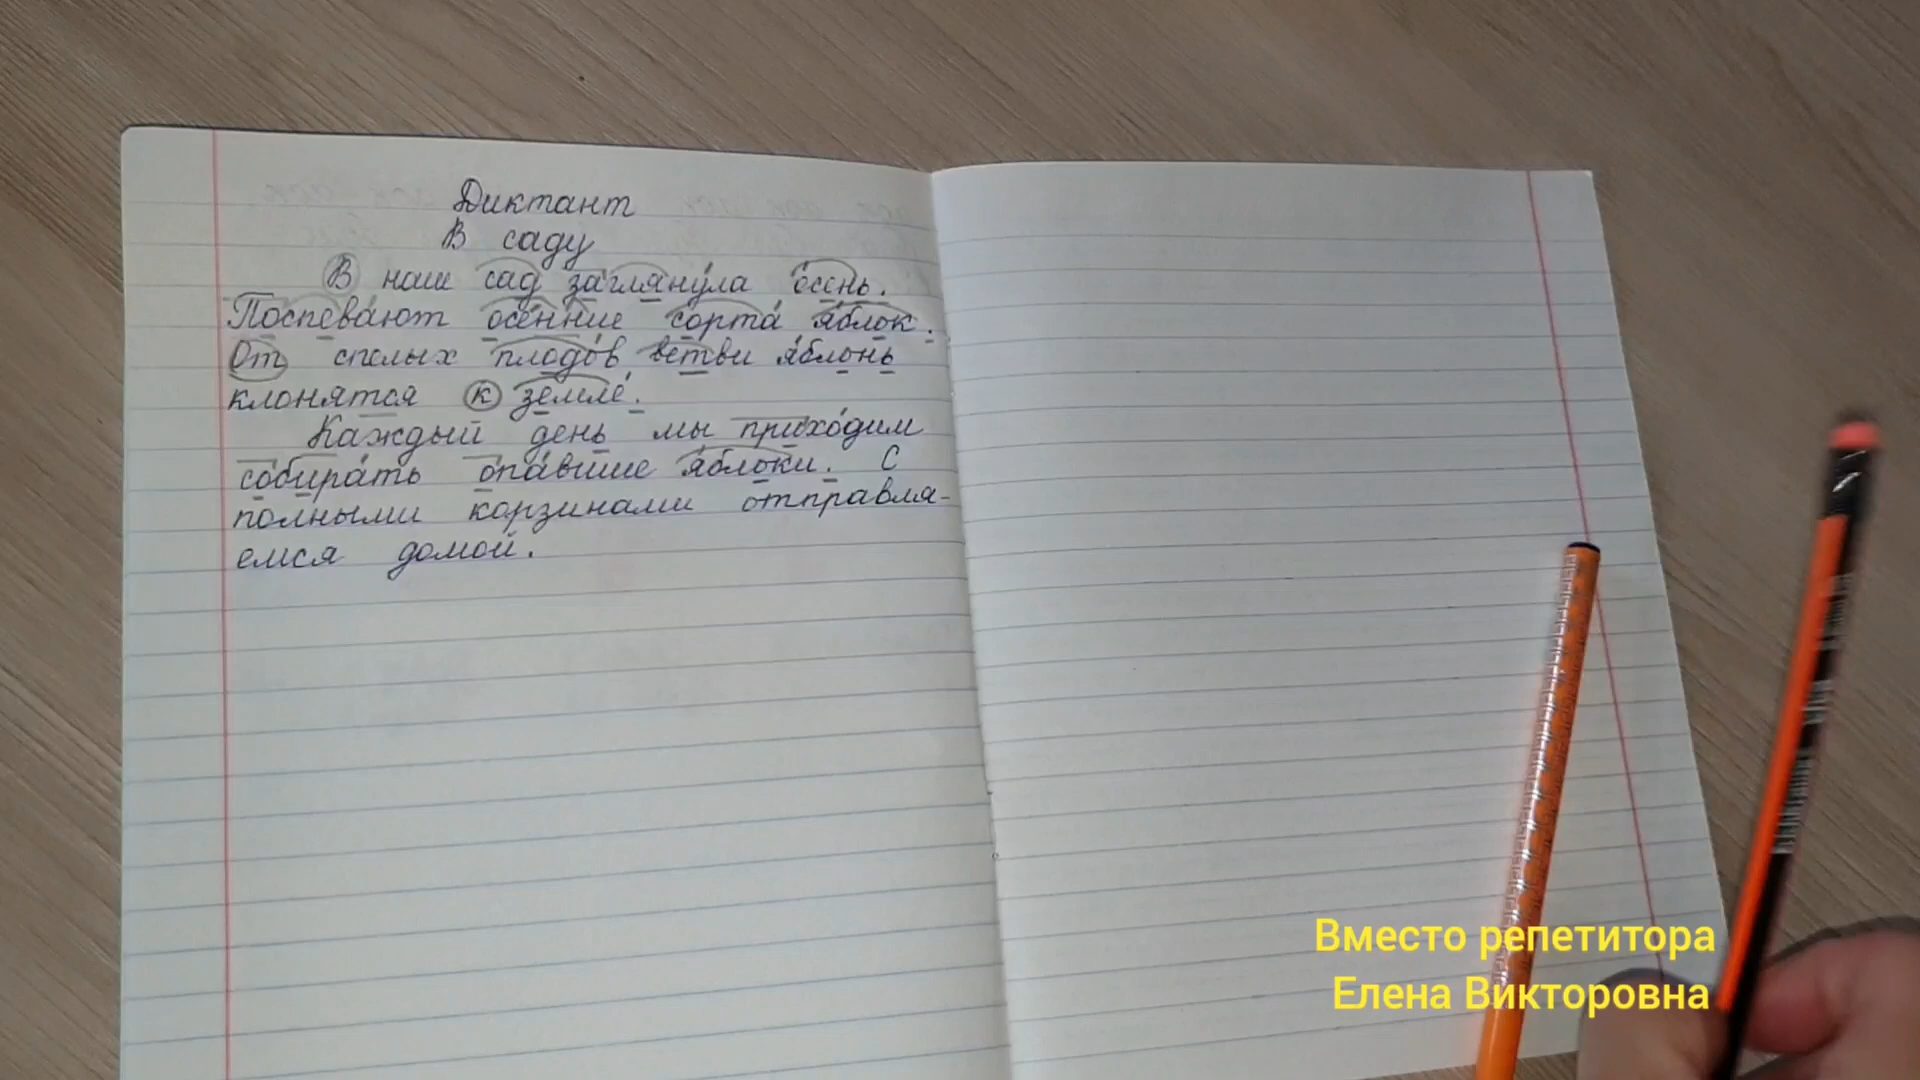 Диктант
В саду
В наш сад заглянула осень.
Поспевают осенние сорта яблок.
От спелых плодов ветви яблонь
клонятся к земле.
Каждый день мы приходим
собирать опавшие яблоки. С
полными корзинами отправля-
емся домой.
Вместо репетитора
Елена Викторовна